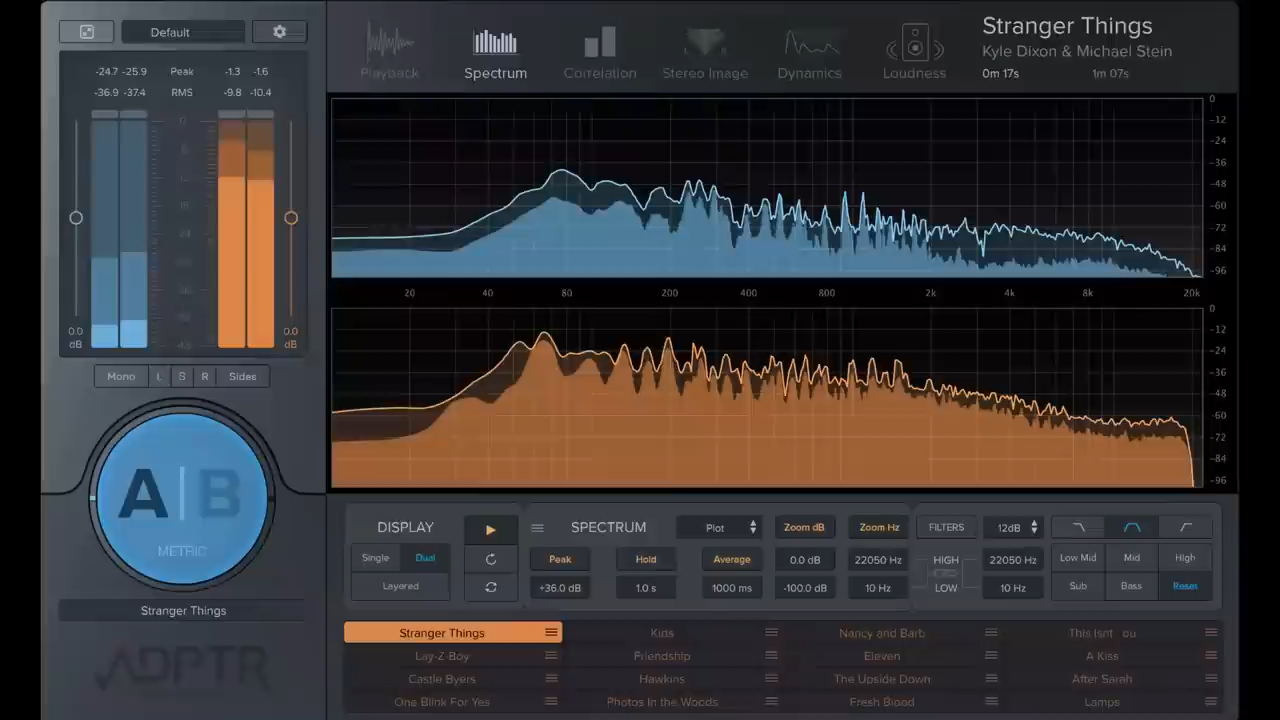 Default
Stranger Things
Kyle Dixon & Michael Stein
0m 17s 1m 07s
Playback Spectrum Correlation Stereo Image Dynamics Loudness
-24.7 -25.9 Peak -1.3 -1.6
-36.9 -37.4 RMS -9.8 -10.4
0
-12
-24
-36
-48
-60
-72
-84
-96
20 40 80 200 400 800 2k 4k 8k 20k
0
-12
-24
-36
-48
-60
-72
-84
-96
0.0 dB
0.0 dB
Mono L S R Sides
A|B
METRIC
Stranger Things
ADPTR
DISPLAY
Single Dual
Layered
SPECTRUM Plot Zoom dB Zoom Hz FILTERS 12dB
Peak Hold Average 0.0 dB 22050 Hz HIGH 22050 Hz Low Mid Mid High
+36.0 dB 1.0 s 1000 ms -100.0 dB 10 Hz LOW 10 Hz Sub Bass Reset
Stranger Things Kids Nancy and Barb This Isnt ou
Lay-Z-Boy Friendship Eleven A Kiss
Castle Byers Hawkins The Upside Down After Sarah
One Blink For Yes Photos In the Woods Fresh Blood Lamps